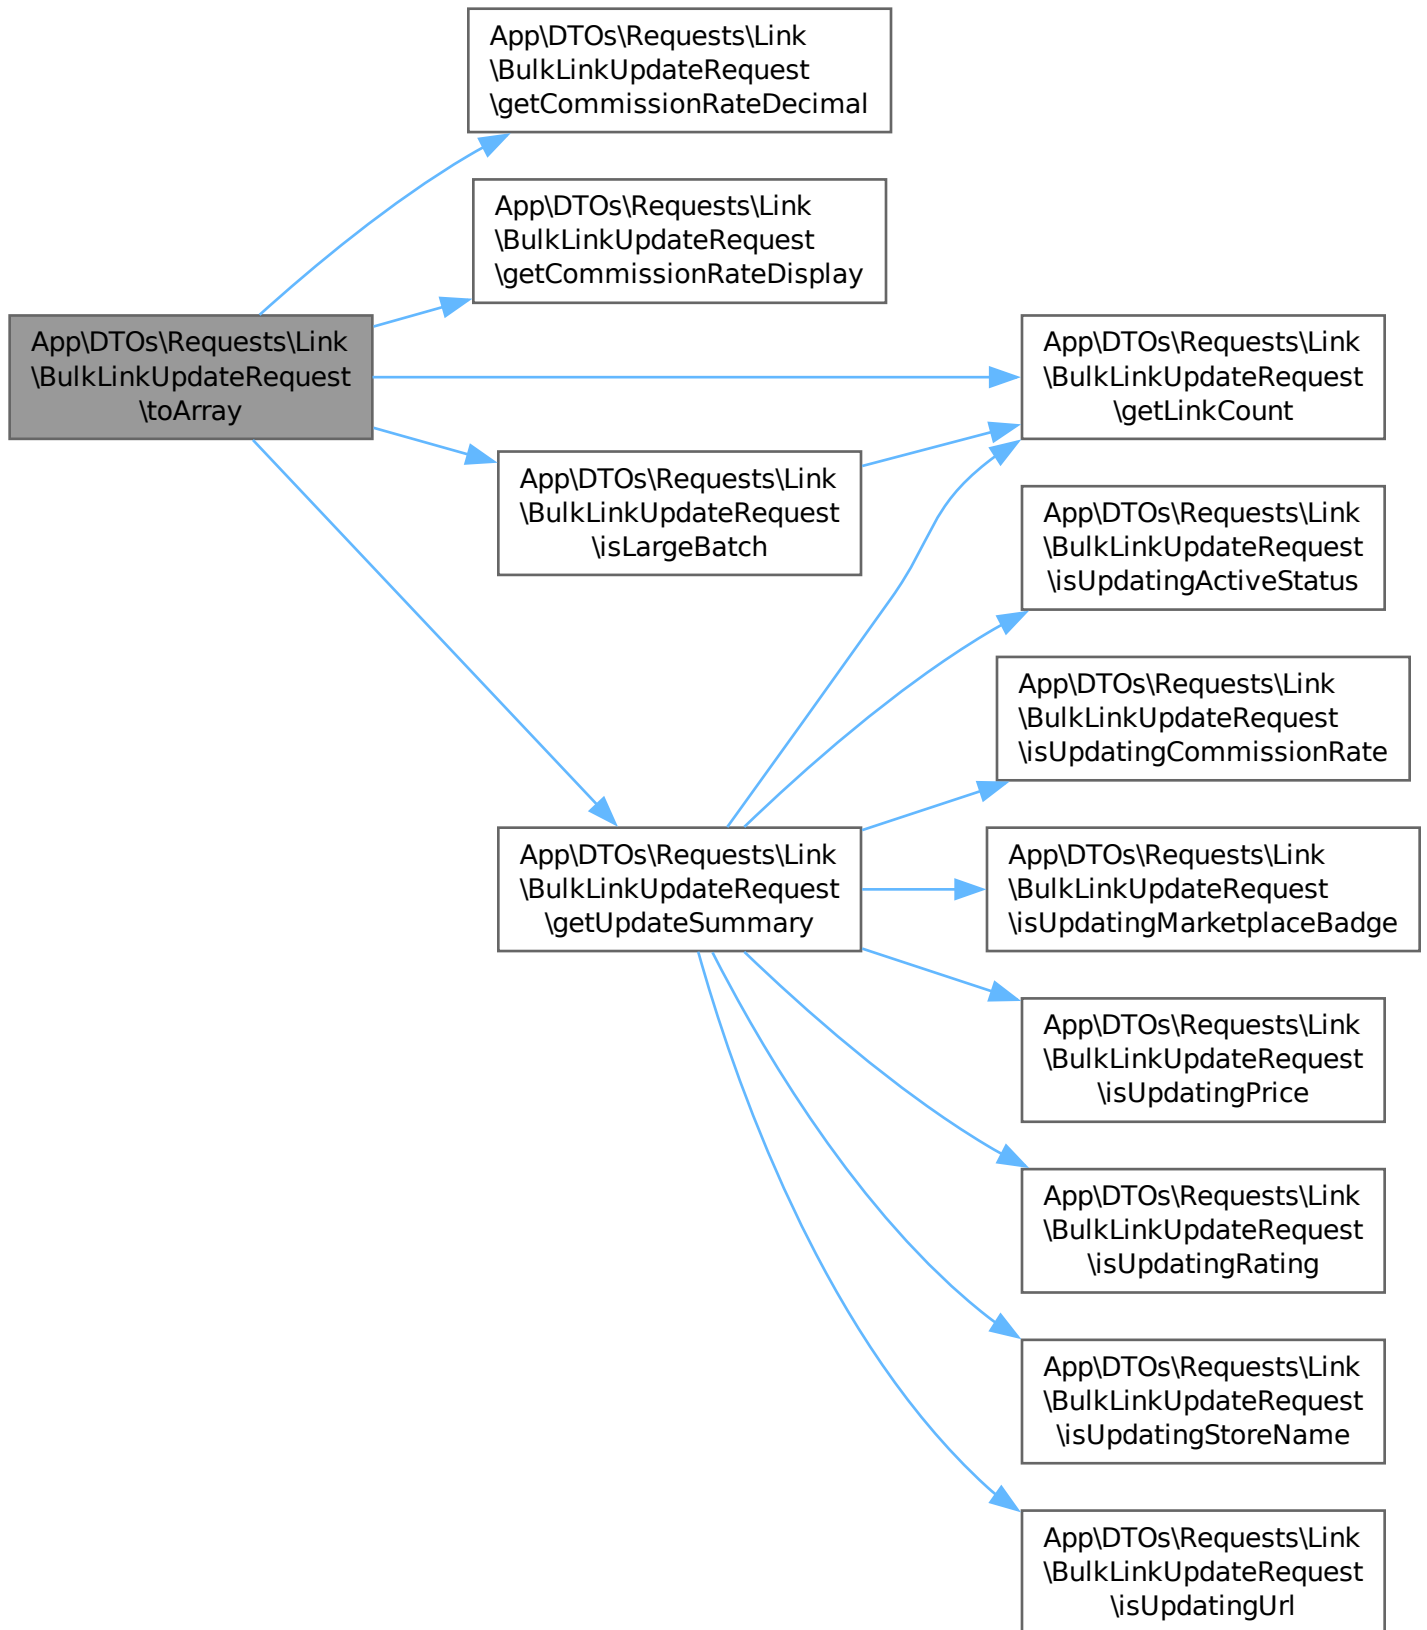 App\DTOs\Requests\Link
\BulkLinkUpdateRequest
\getCommissionRateDecimal
App\DTOs\Requests\Link
\BulkLinkUpdateRequest
\getCommissionRateDisplay
App\DTOs\Requests\Link
\BulkLinkUpdateRequest
\toArray
App\DTOs\Requests\Link
\BulkLinkUpdateRequest
\getLinkCount
App\DTOs\Requests\Link
\BulkLinkUpdateRequest
\isLargeBatch
App\DTOs\Requests\Link
\BulkLinkUpdateRequest
\isUpdatingActiveStatus
App\DTOs\Requests\Link
\BulkLinkUpdateRequest
\isUpdatingCommissionRate
App\DTOs\Requests\Link
\BulkLinkUpdateRequest
\getUpdateSummary
App\DTOs\Requests\Link
\BulkLinkUpdateRequest
\isUpdatingMarketplaceBadge
App\DTOs\Requests\Link
\BulkLinkUpdateRequest
\isUpdatingPrice
App\DTOs\Requests\Link
\BulkLinkUpdateRequest
\isUpdatingRating
App\DTOs\Requests\Link
\BulkLinkUpdateRequest
\isUpdatingStoreName
App\DTOs\Requests\Link
\BulkLinkUpdateRequest
\isUpdatingUrl